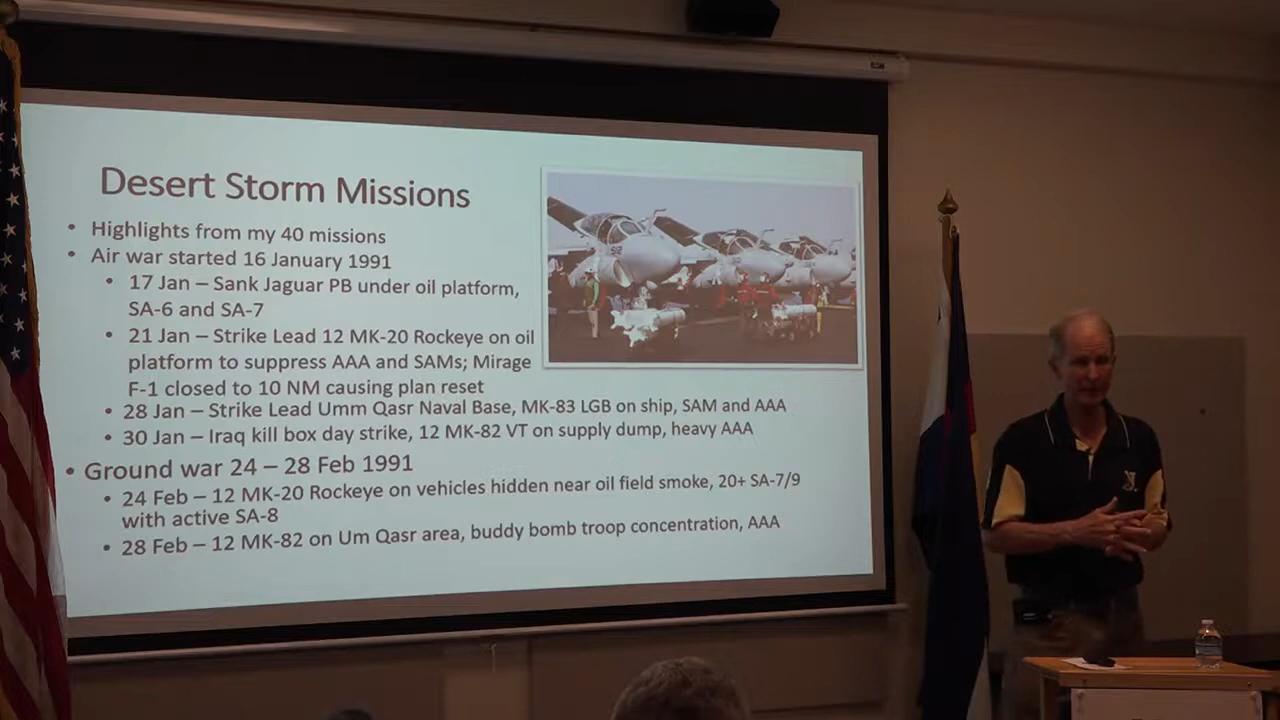 Desert Storm Missions
• Highlights from my 40 missions
• Air war started 16 January 1991
• 17 Jan – Sank Jaguar PB under oil platform,
SA-6 and SA-7
• 21 Jan – Strike Lead 12 MK-20 Rockeye on oil
platform to suppress AAA and SAMs; Mirage
F-1 closed to 10 NM causing plan reset
• 28 Jan – Strike Lead Umm Qasr Naval Base, MK-83 LGB on ship, SAM and AAA
• 30 Jan – Iraq kill box day strike, 12 MK-82 VT on supply dump, heavy AAA
• Ground war 24 – 28 Feb 1991
• 24 Feb – 12 MK-20 Rockeye on vehicles hidden near oil field smoke, 20+ SA-7/9
with active SA-8
• 28 Feb – 12 MK-82 on Um Qasr area, buddy bomb troop concentration, AAA